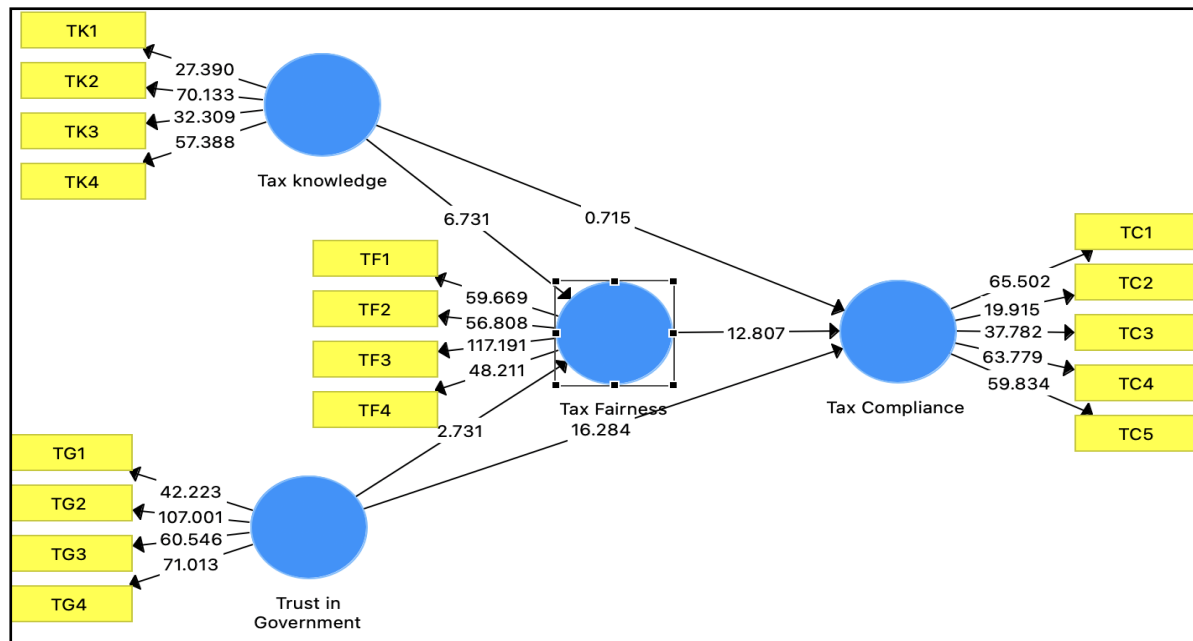 TK1
TK2
TK3
TK4
27.390
70.133
32.309
57.388
Tax knowledge
6.731
0.715
TF1
TF2
TF3
TF4
59.669
56.808
117.191
48.211
Tax Fairness
12.807
TC1
TC2
TC3
TC4
TC5
65.502
19.915
37.782
63.779
59.834
Tax Compliance
2.731
16.284
TG1
TG2
TG3
TG4
42.223
107.001
60.546
71.013
Trust in
Government